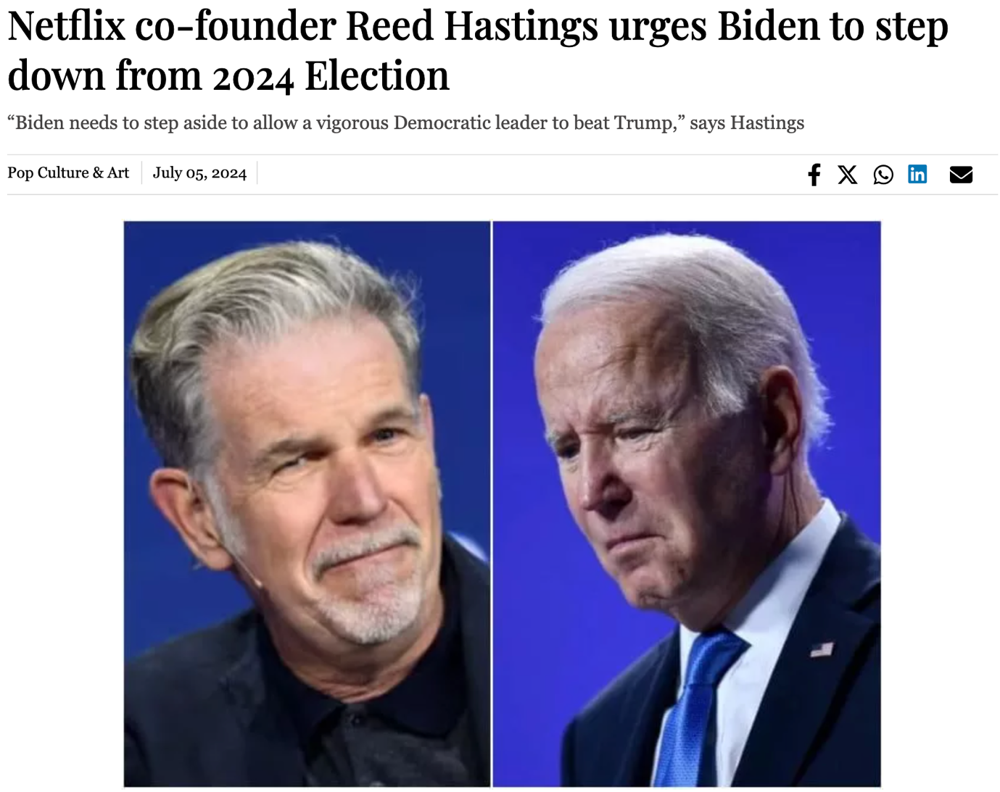 Netflix co-founder Reed Hastings urges Biden to step
down from 2024 Election
“Biden needs to step aside to allow a vigorous Democratic leader to beat Trump,” says Hastings
Pop Culture & Art
July 05, 2024
in